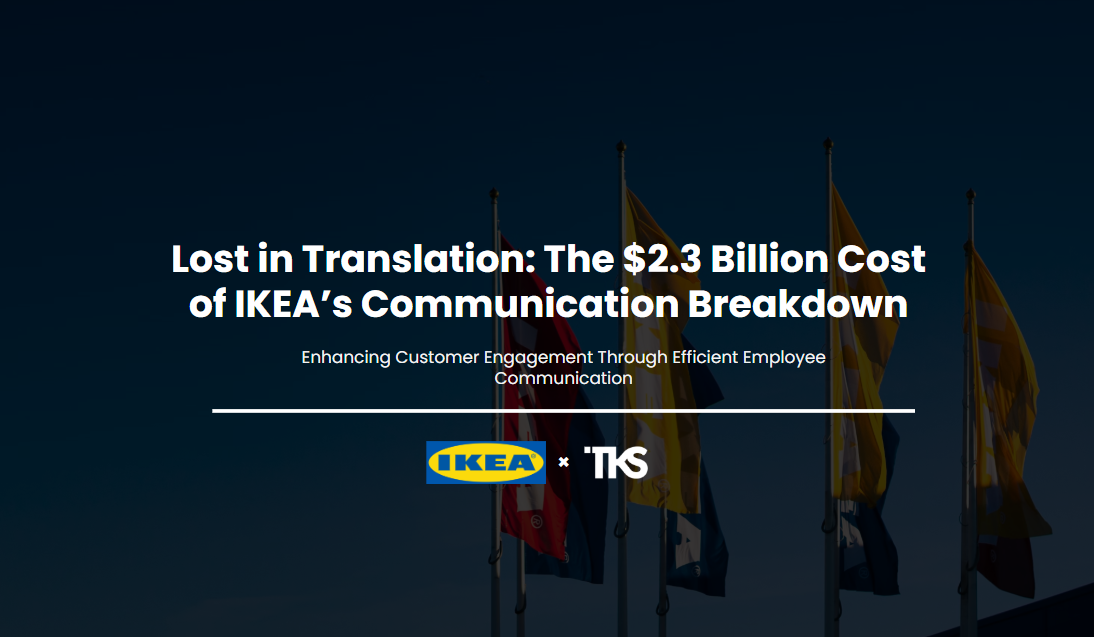 Lost in Translation: The $2.3 Billion Cost
of IKEA’s Communication Breakdown
Enhancing Customer Engagement Through Efficient Employee
Communication
IKEA® × TKS